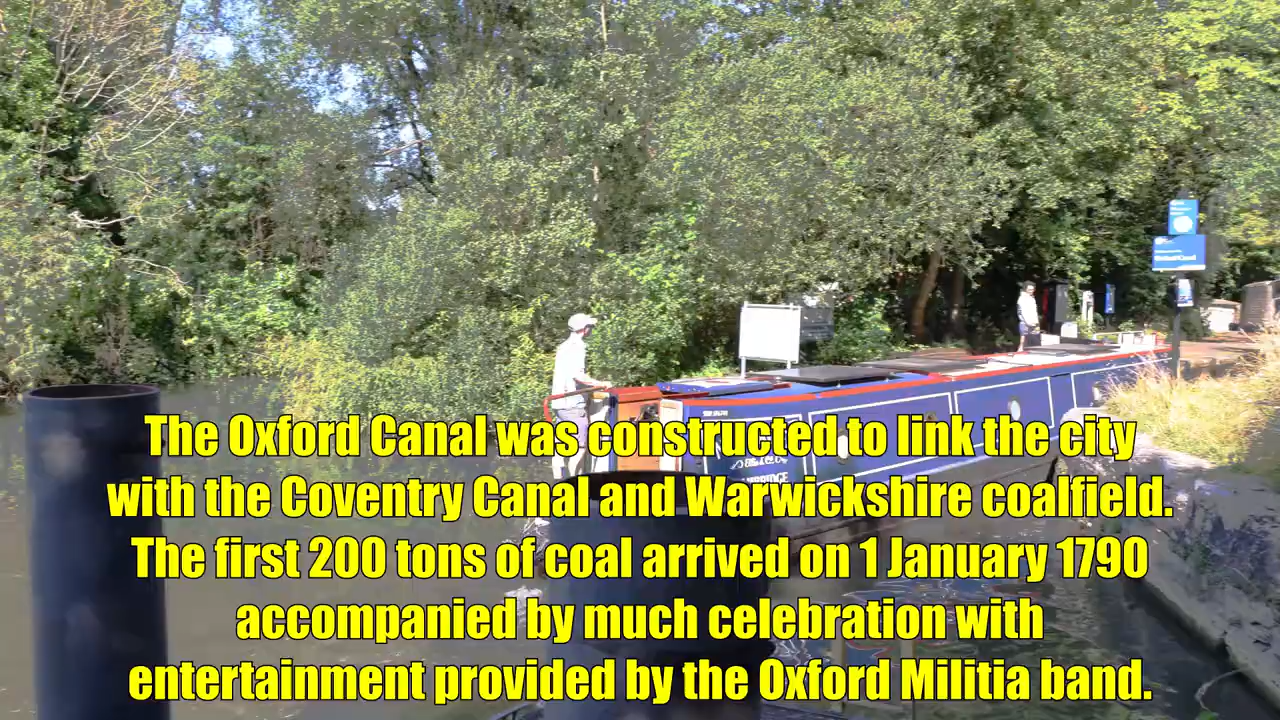 The Oxford Canal was constructed to link the city
with the Coventry Canal and Warwickshire coalfield.
The first 200 tons of coal arrived on 1 January 1790
accompanied by much celebration with
entertainment provided by the Oxford Militia band.